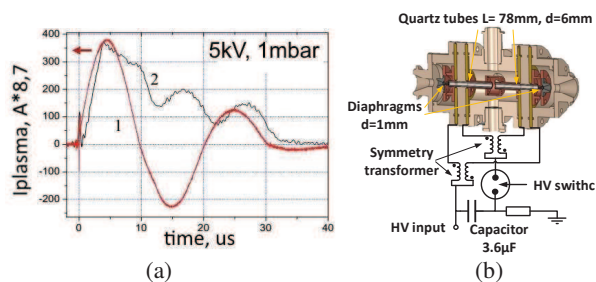 5kV, 1mbar
Iplasma, A*8,7
400
300
200
100
0
-100
-200
1
2
0
10
20
30
40
time, us
(a)
Quartz tubes L= 78mm, d=6mm
Diaphragms
d=1mm
Symmetry
transformer
HV swithc
HV input
Capacitor
3.6µF
(b)